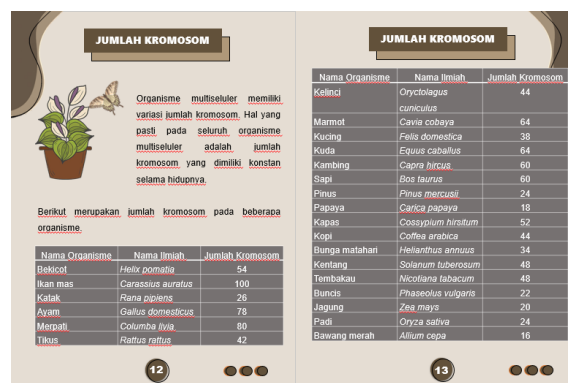 JUMLAH KROMOSOM
Organisme multiseluler memiliki
variasi jumlah kromosom. Hal yang
pasti pada seluruh organisme
multiseluler adalah jumlah
kromosom yang dimiliki konstan
selama hidupnya.
Berikut merupakan jumlah kromosom pada beberapa
organisme.
Nama Organisme Nama Ilmiah Jumlah Kromosom
Bekicot Helix pomatia 54
Ikan mas Carassius auratus 100
Katak Rana pipiens 26
Ayam Gallus domesticus 78
Merpati Columba livia 80
Tikus Rattus rattus 42
12
JUMLAH KROMOSOM
Nama Organisme Nama Ilmiah Jumlah Kromosom
Kelinci Oryctolagus 44
cuniculus
Marmot Cavia cobaya 64
Kucing Felis domestica 38
Kuda Equus caballus 64
Kambing Capra hircus 60
Sapi Bos taurus 60
Pinus Pinus mercusii 24
Papaya Carica papaya 18
Kapas Cossypium hirsitum 52
Kopi Coffea arabica 44
Bunga matahari Helianthus annuus 34
Kentang Solanum tuberosum 48
Tembakau Nicotiana tabacum 48
Buncis Phaseolus vulgaris 22
Jagung Zea mays 20
Padi Oryza sativa 24
Bawang merah Allium cepa 16
13